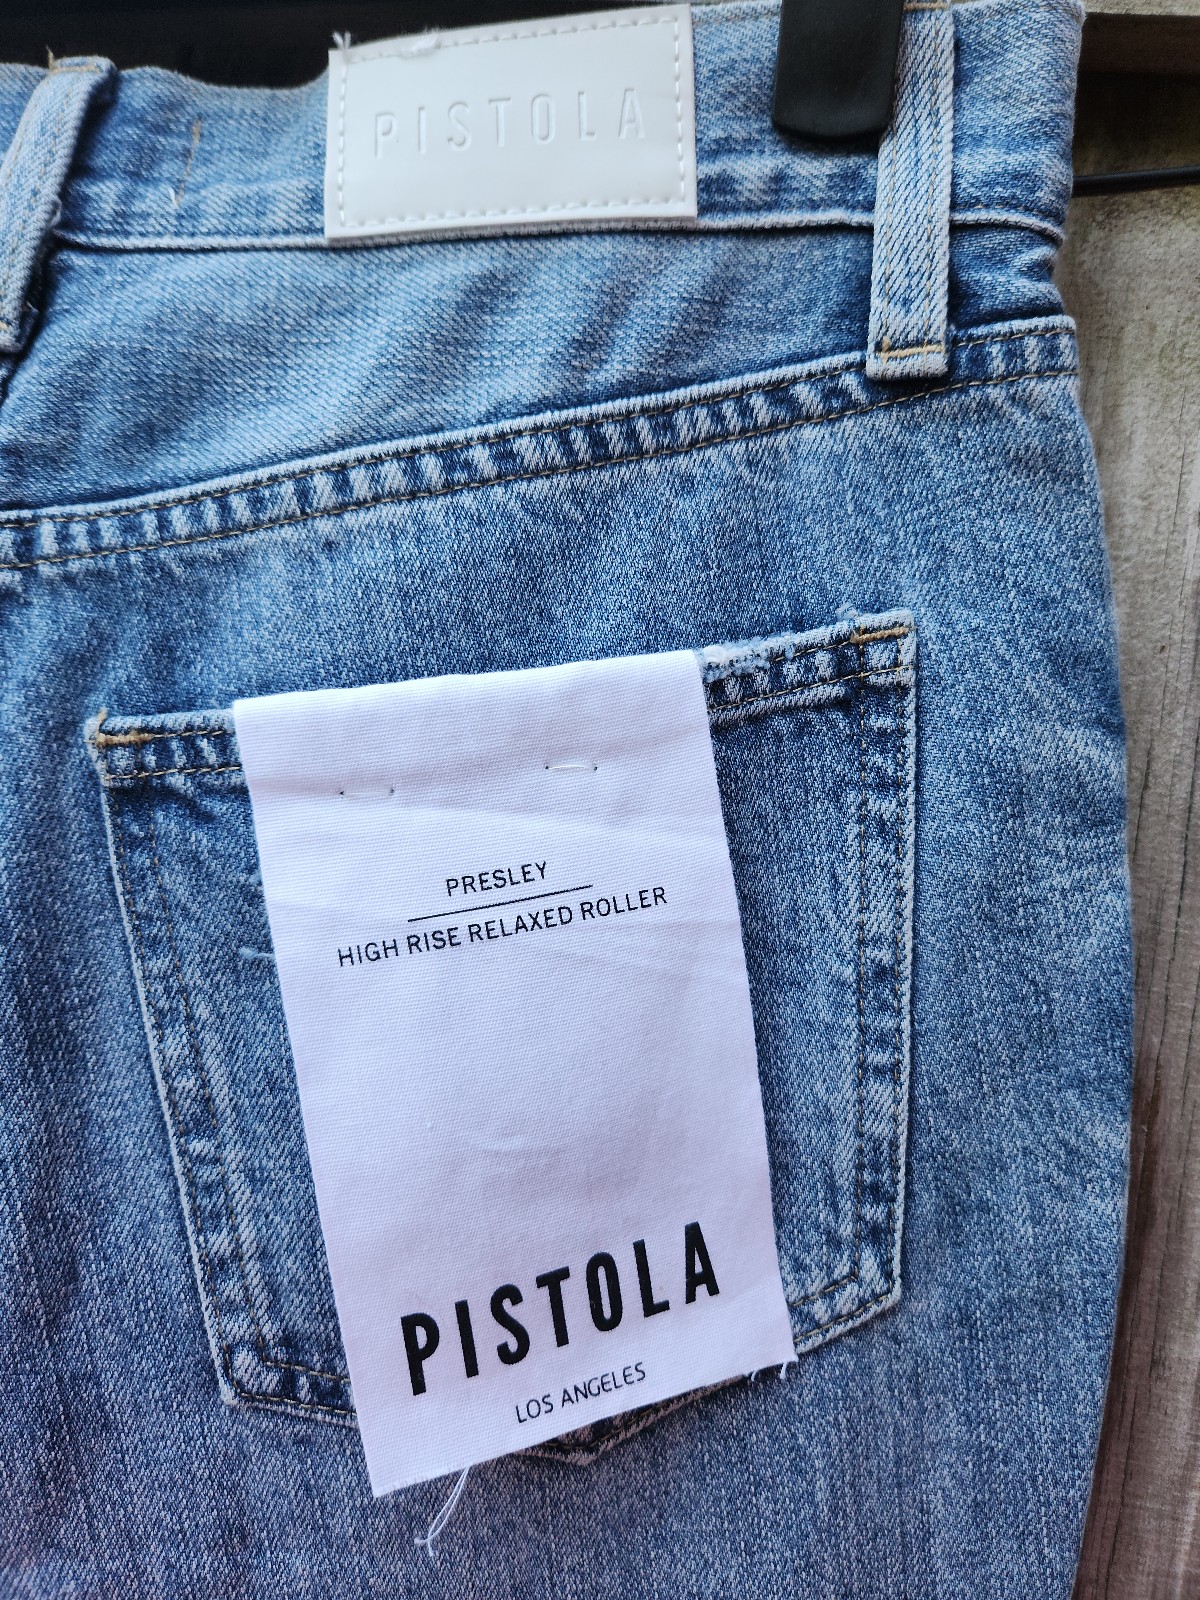 PISTOLA
PRESLEY
HIGH RISE RELAXED ROLLER
PISTOLA
LOS ANGELES